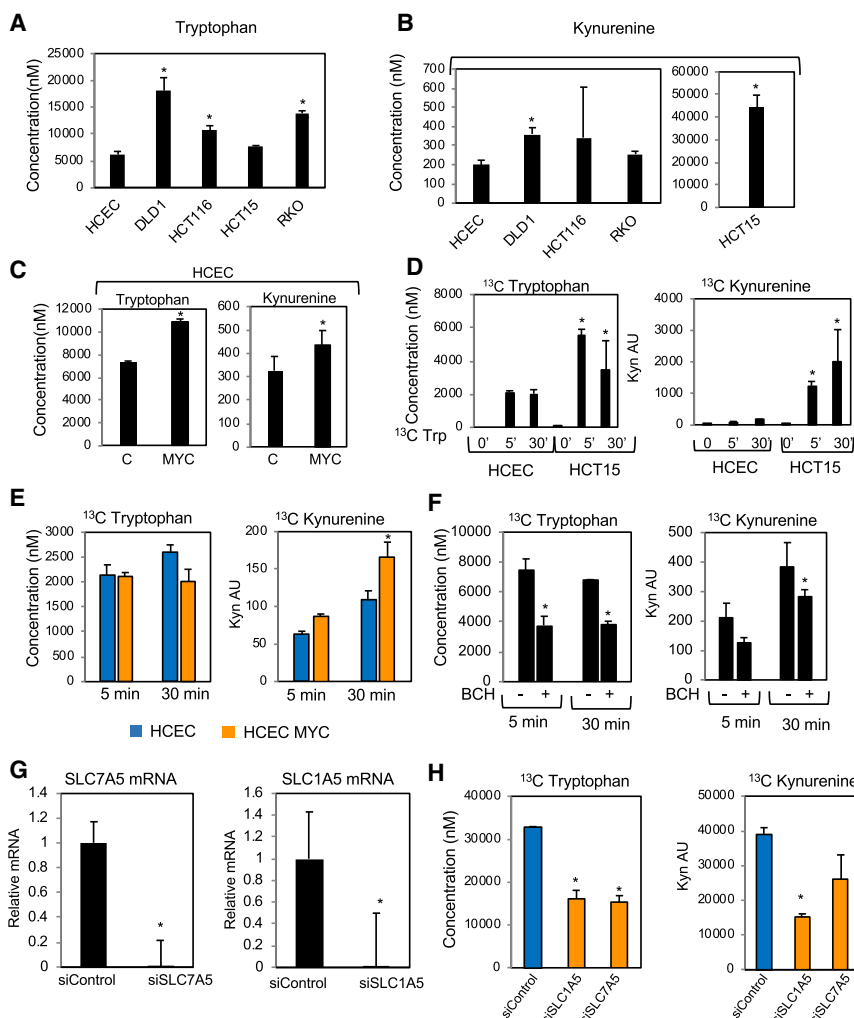 A
Tryptophan
Concentration(nM)
25000
20000
15000
10000
5000
0
*
*
*
HCEC
DLD1
HCT116
HCT15
RKO
B
Kynurenine
Concentration (nM)
700
600
500
400
300
200
100
0
*
HCEC
DLD1
HCT116
RKO
60000
50000
40000
30000
20000
10000
0
*
HCT15
C
HCEC
Tryptophan
Concentration(nM)
12000
10000
8000
6000
4000
2000
0
*
C
MYC
Kynurenine
600
500
400
300
200
100
0
*
C
MYC
D
13C Tryptophan
Concentration (nM)
8000
6000
4000
2000
0
*
*
13C Trp
0' 5' 30' 0' 5' 30'
HCEC
HCT15
13C Kynurenine
Kyn AU
4000
3000
2000
1000
0
*
*
0' 5' 30' 0' 5' 30'
HCEC
HCT15
E
13C Tryptophan
Concentration (nM)
3000
2500
2000
1500
1000
500
0
5 min
30 min
13C Kynurenine
Kyn AU
200
150
100
50
0
*
5 min
30 min
HCEC
HCEC MYC
F
13C Tryptophan
Concentration (nM)
10000
8000
6000
4000
2000
0
*
*
BCH
- + - +
5 min
30 min
13C Kynurenine
Kyn AU
500
400
300
200
100
0
*
BCH
- + - +
5 min
30 min
G
SLC7A5 mRNA
Relative mRNA
1.4
1.2
1
0.8
0.6
0.4
0.2
0
*
siControl
siSLC7A5
SLC1A5 mRNA
Relative mRNA
1.6
1.4
1.2
1
0.8
0.6
0.4
0.2
0
*
siControl
siSLC1A5
H
13C Tryptophan
Concentration (nM)
40000
30000
20000
10000
0
*
*
siControl
siSLC1A5
siSLC7A5
13C Kynurenine
Kyn AU
50000
40000
30000
20000
10000
0
*
siControl
siSLC1A5
siSLC7A5